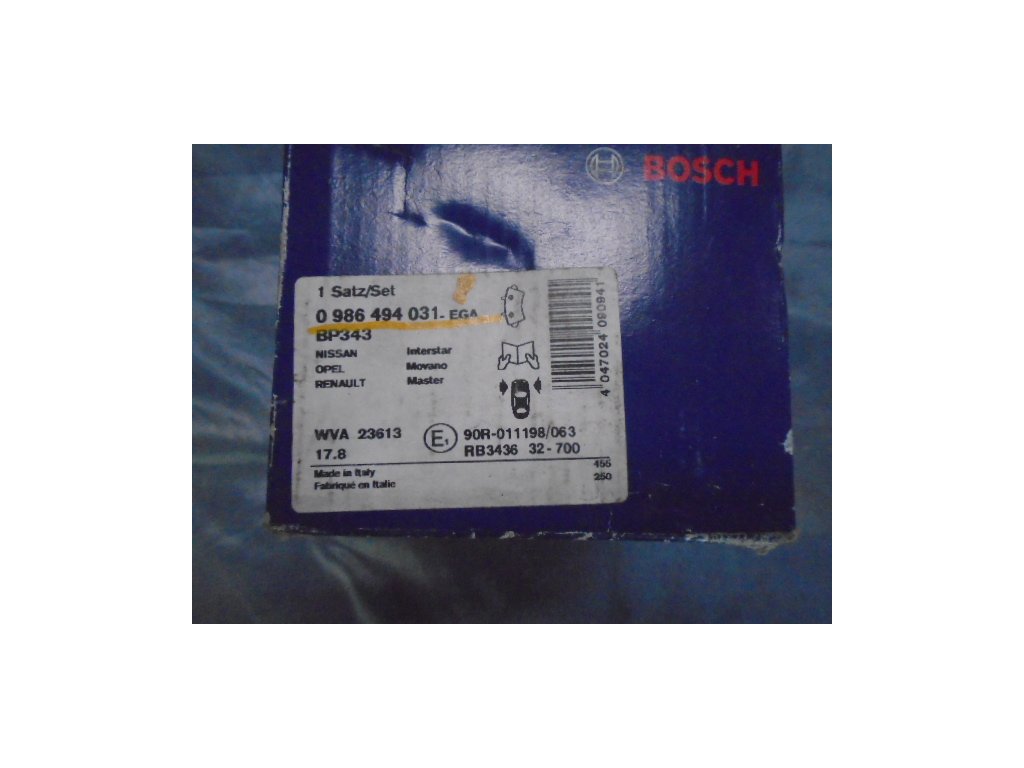 BOSCH
1 Satz/Set
0 986 494 031- EGA
BP343
NISSAN Interstar
OPEL Movano
RENAULT Master
4 047024 090941
WVA 23613 E1 90R-011198/063
17.8 RB3436 32-700
Made in Italy 455
Fabriqué en Italie 250